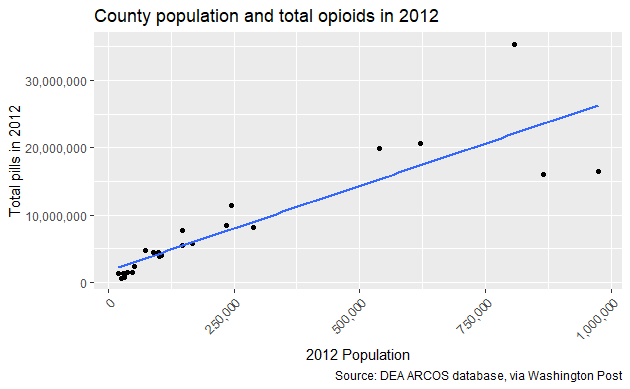 County population and total opioids in 2012
Total pills in 2012
30,000,000
20,000,000
10,000,000
0
0
250,000
500,000
750,000
1,000,000
2012 Population
Source: DEA ARCOS database, via Washington Post